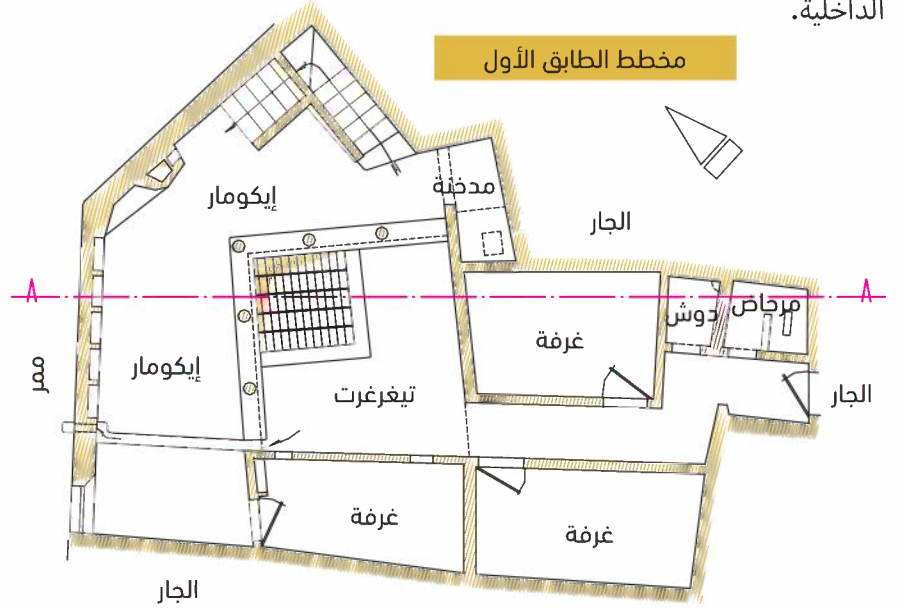 الداخلية.
مخطط الطابق الأول
مدخنة
إيكومار
الجار
مرحاض
دوش
غرفة
ممر
إيكومار
تيغرغرت
الجار
غرفة
غرفة
الجار